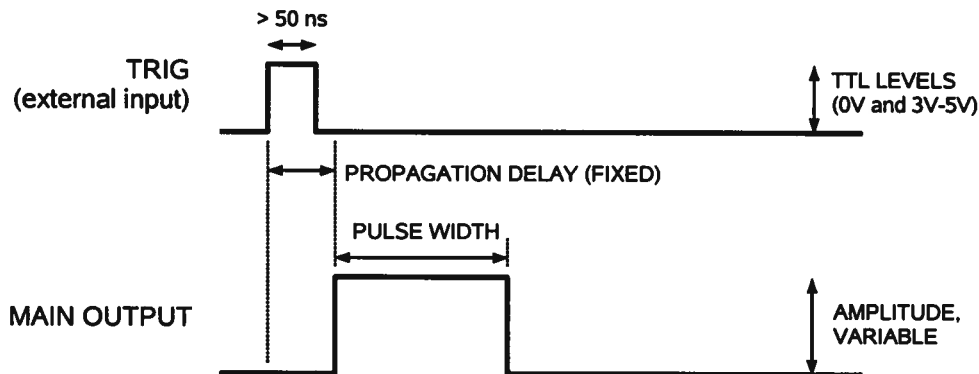 > 50 ns
TRIG
(external input)
TTL LEVELS
(0V and 3V-5V)
PROPAGATION DELAY (FIXED)
PULSE WIDTH
MAIN OUTPUT
AMPLITUDE,
VARIABLE